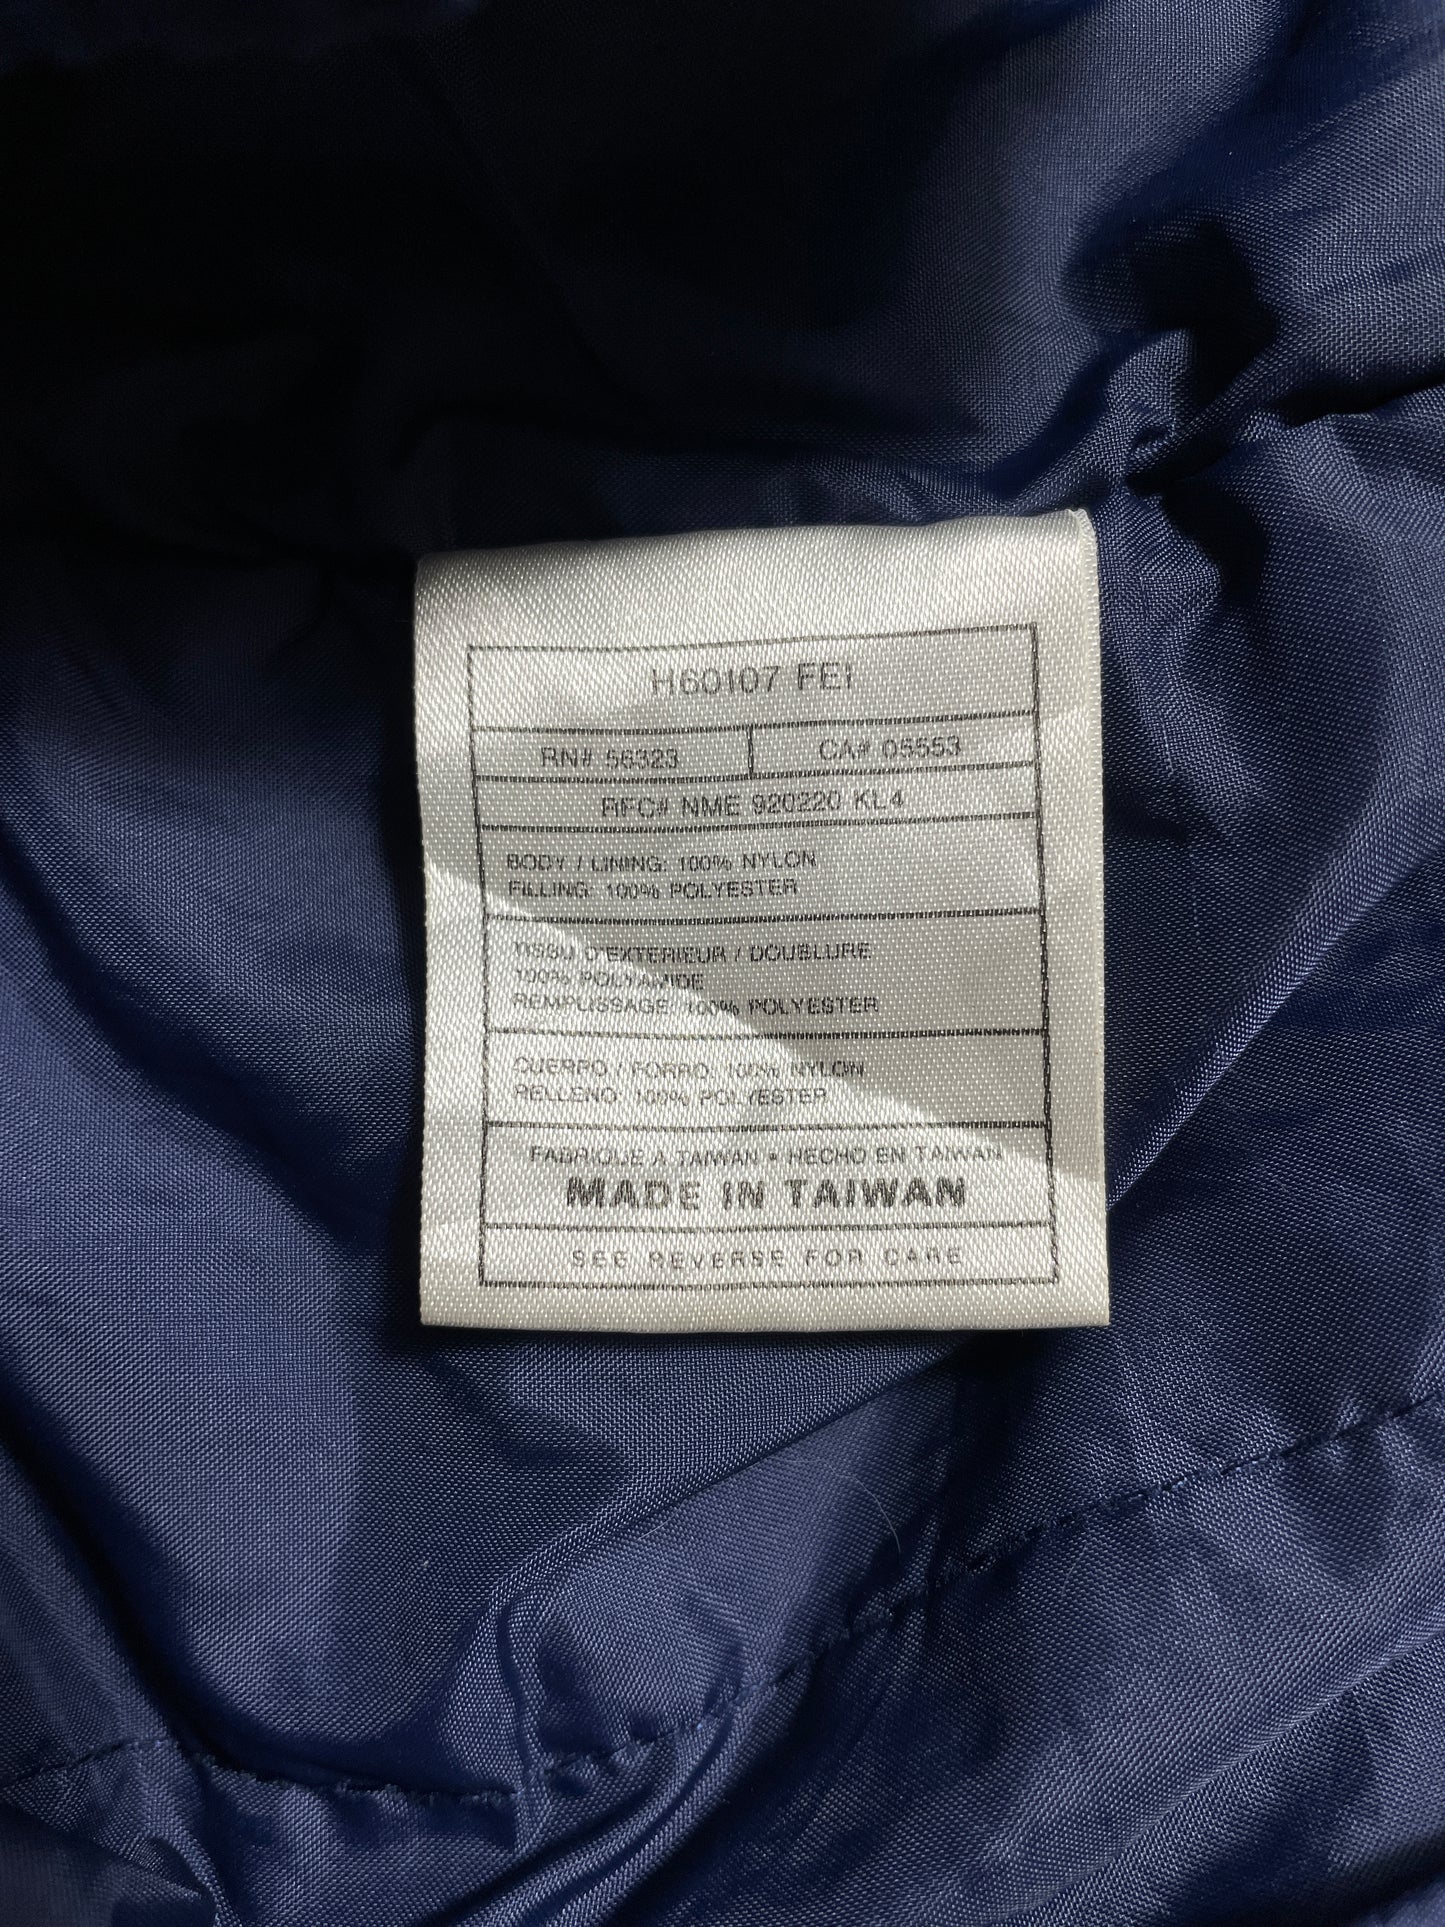 H60107 FE1
RN# 56323 CA# 05553
RFC# NME 920220 KL4
BODY / LINING: 100% NYLON
FILLING: 100% POLYESTER
TISSU D'EXTERIEUR / DOUBLURE
100% POLYAMIDE
REMPLISSAGE: 100% POLYESTER
CUERPO / FORRO: 100% NYLON
RELLENO: 100% POLYESTER
FABRIQUE A TAIWAN • HECHO EN TAIWAN
MADE IN TAIWAN
SEE REVERSE FOR CARE